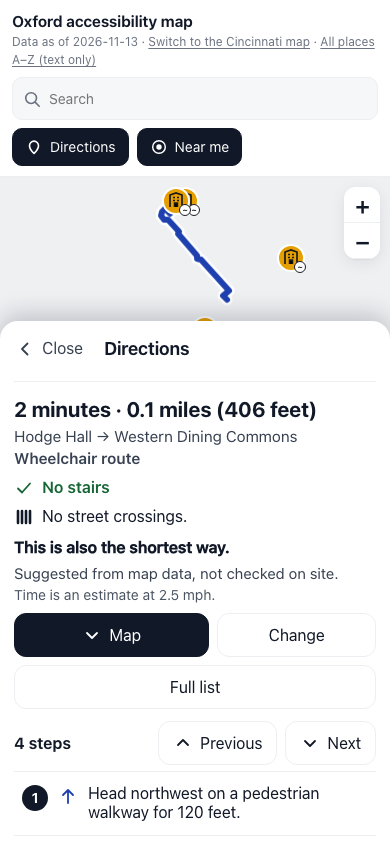 Oxford accessibility map
Data as of 2026-11-13 · Switch to the Cincinnati map · All places
A–Z (text only)
Search
Directions
Near me
+
−
Close
Directions
2 minutes · 0.1 miles (406 feet)
Hodge Hall → Western Dining Commons
Wheelchair route
No stairs
No street crossings.
This is also the shortest way.
Suggested from map data, not checked on site.
Time is an estimate at 2.5 mph.
Map
Change
Full list
4 steps
Previous
Next
1
Head northwest on a pedestrian
walkway for 120 feet.